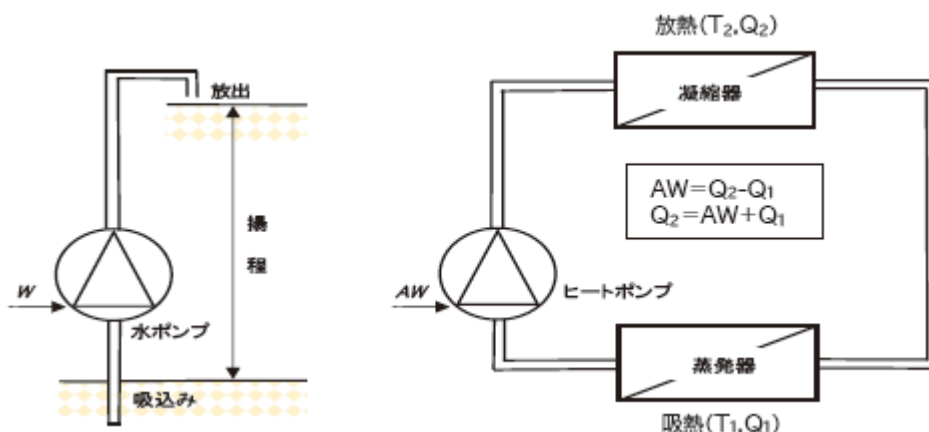 放出
揚
程
W
水ポンプ
吸込み
放熱(T₂,Q₂)
凝縮器
AW=Q₂-Q₁
Q₂=AW+Q₁
AW
ヒートポンプ
蒸発器
吸熱(T₁,Q₁)